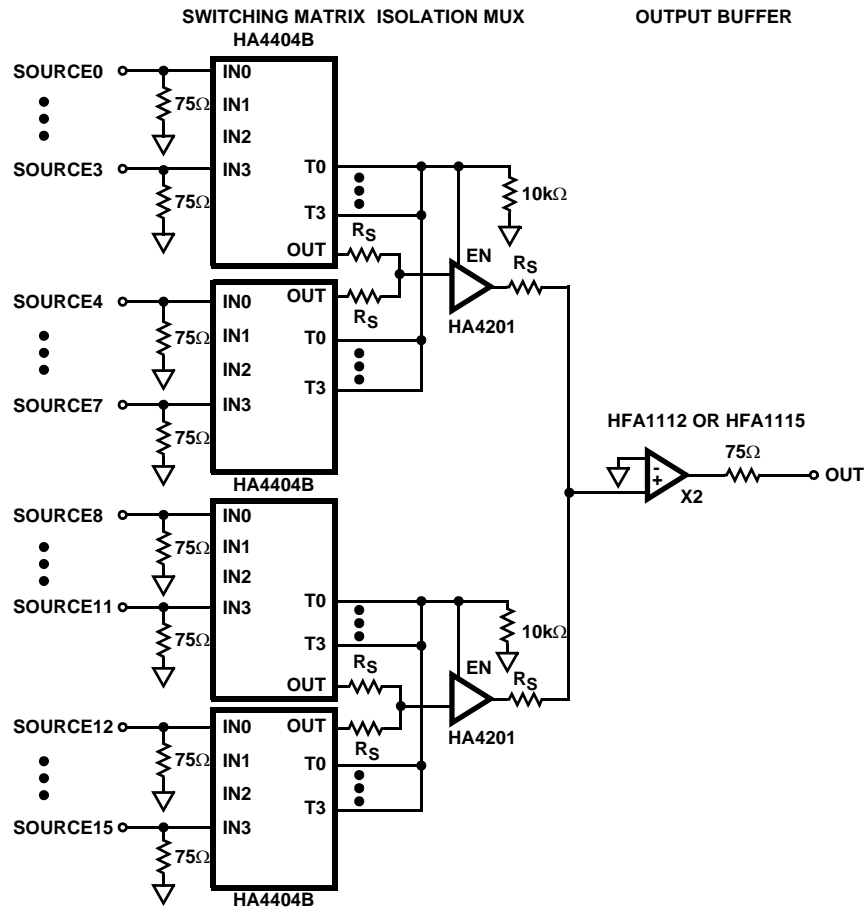 SWITCHING MATRIX ISOLATION MUX OUTPUT BUFFER
HA4404B
SOURCE0
75Ω
SOURCE3
75Ω
IN0
IN1
IN2
IN3
T0
T3
OUT
RS
10kΩ
EN
RS
HA4201
SOURCE4
75Ω
SOURCE7
75Ω
IN0
IN1
IN2
IN3
OUT
RS
T0
T3
HA4404B
HFA1112 OR HFA1115
-
+
X2
75Ω
OUT
SOURCE8
75Ω
SOURCE11
75Ω
IN0
IN1
IN2
IN3
T0
T3
OUT
RS
10kΩ
EN
RS
HA4201
SOURCE12
75Ω
SOURCE15
75Ω
IN0
IN1
IN2
IN3
OUT
RS
T0
T3
HA4404B